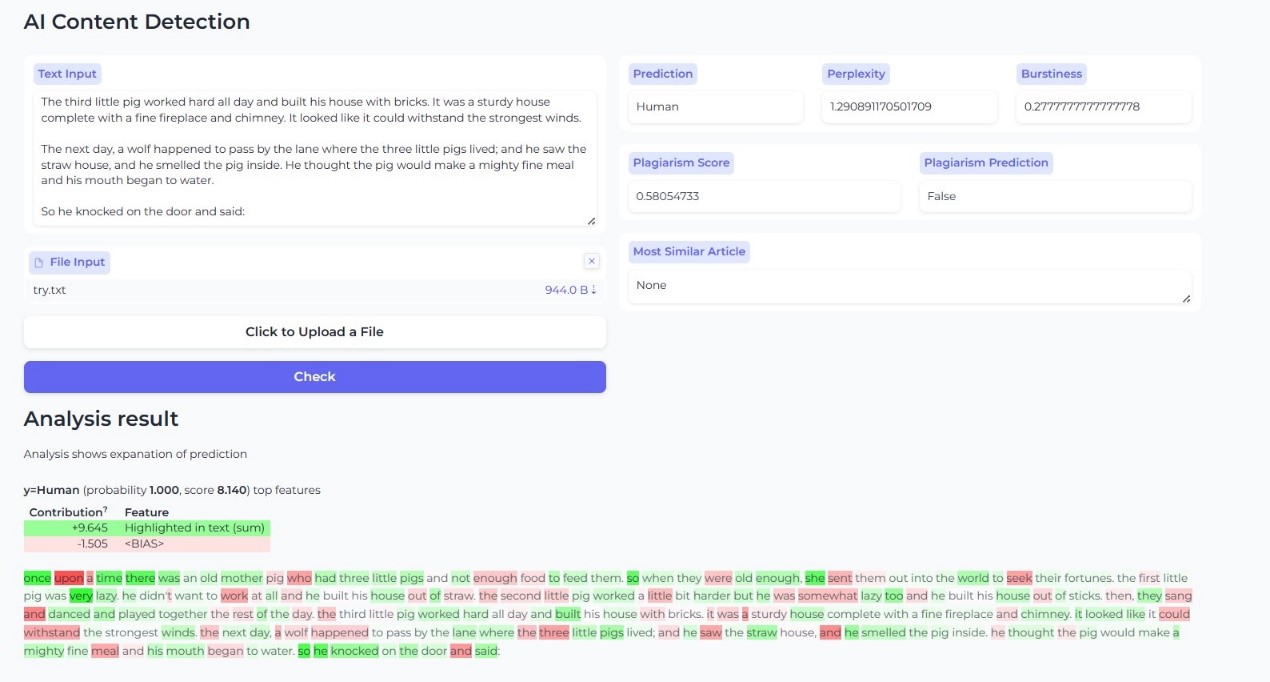 AI Content Detection
Text Input
The third little pig worked hard all day and built his house with bricks. It was a sturdy house
complete with a fine fireplace and chimney. It looked like it could withstand the strongest winds.
The next day, a wolf happened to pass by the lane where the three little pigs lived; and he saw the
straw house, and he smelled the pig inside. He thought the pig would make a mighty fine meal
and his mouth began to water.
So he knocked on the door and said:
File Input
try.txt
944.0 B ↓
Click to Upload a File
Check
Prediction
Human
Perplexity
1.290891170501709
Burstiness
0.2777777777777778
Plagiarism Score
0.58054733
Plagiarism Prediction
False
Most Similar Article
None
Analysis result
Analysis shows expanation of prediction
y=Human (probability 1.000, score 8.140) top features
Contribution? Feature
+9.645 Highlighted in text (sum)
-1.505 <BIAS>
once upon a time there was an old mother pig who had three little pigs and not enough food to feed them. so when they were old enough, she sent them out into the world to seek their fortunes. the first little
pig was very lazy. he didn't want to work at all and he built his house out of straw. the second little pig worked a little bit harder but he was somewhat lazy too and he built his house out of sticks. then, they sang
and danced and played together the rest of the day. the third little pig worked hard all day and built his house with bricks. it was a sturdy house complete with a fine fireplace and chimney. it looked like it could
withstand the strongest winds. the next day, a wolf happened to pass by the lane where the three little pigs lived; and he saw the straw house, and he smelled the pig inside. he thought the pig would make a
mighty fine meal and his mouth began to water. so he knocked on the door and said: